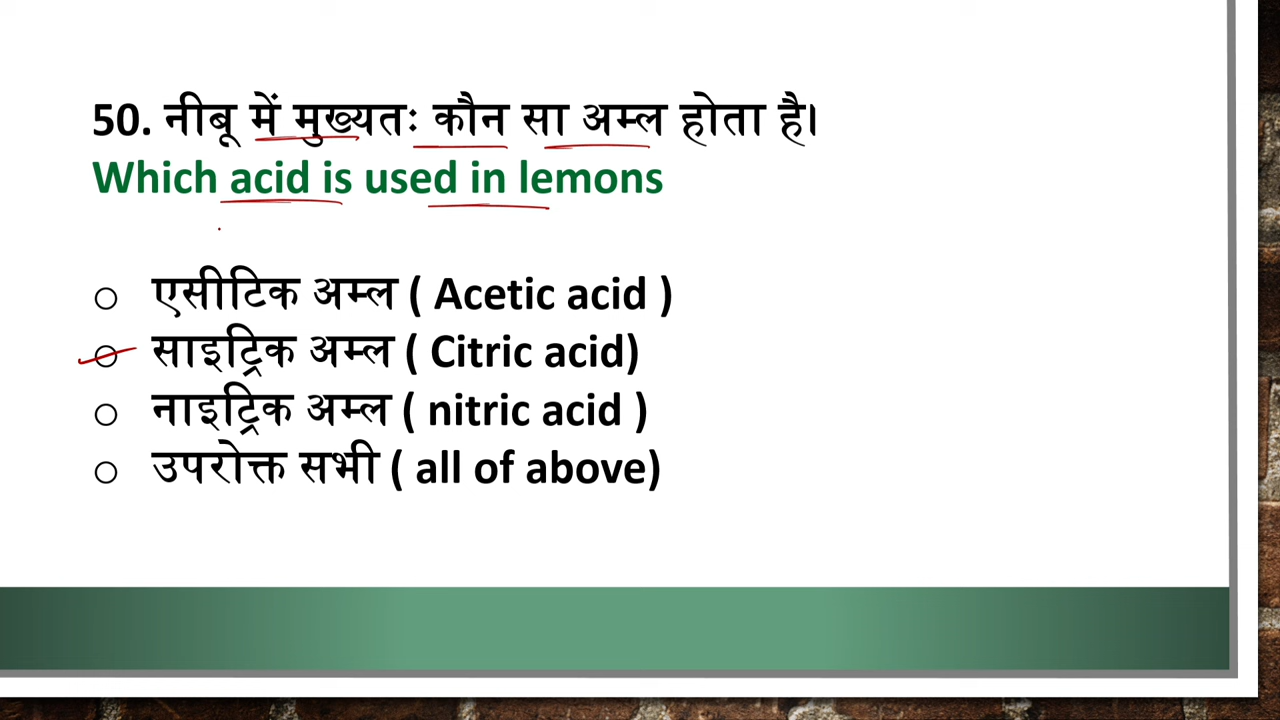 50. नीबू में मुख्यतः कौन सा अम्ल होता है।
Which acid is used in lemons
○ एसीटिक अम्ल ( Acetic acid )
○ साइट्रिक अम्ल ( Citric acid)
○ नाइट्रिक अम्ल ( nitric acid )
○ उपरोक्त सभी ( all of above)